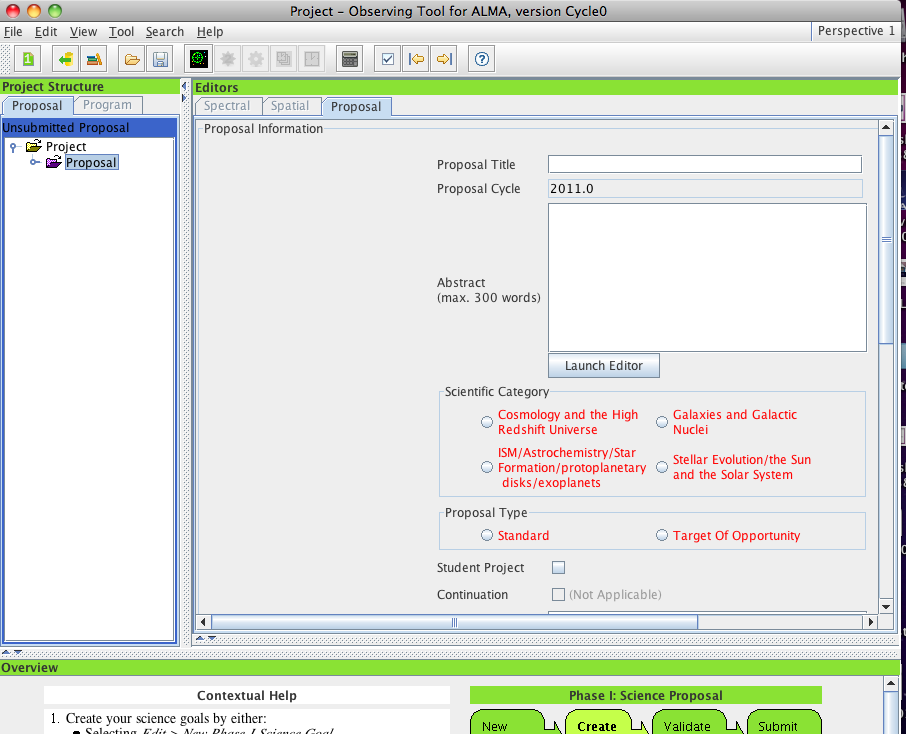 Project - Observing Tool for ALMA, version Cycle0
File Edit View Tool Search Help
Perspective 1
1
?
Project Structure
Proposal Program
Unsubmitted Proposal
Project
Proposal
Editors
Spectral Spatial Proposal
Proposal Information
Proposal Title
Proposal Cycle 2011.0
Abstract
(max. 300 words)
Launch Editor
Scientific Category
Cosmology and the High
Redshift Universe
Galaxies and Galactic
Nuclei
ISM/Astrochemistry/Star
Formation/protoplanetary
disks/exoplanets
Stellar Evolution/the Sun
and the Solar System
Proposal Type
Standard Target Of Opportunity
Student Project
Continuation (Not Applicable)
Overview
Contextual Help
1. Create your science goals by either:
• Selecting Edit > New Phase I Science Goal
Phase I: Science Proposal
New Create Validate Submit